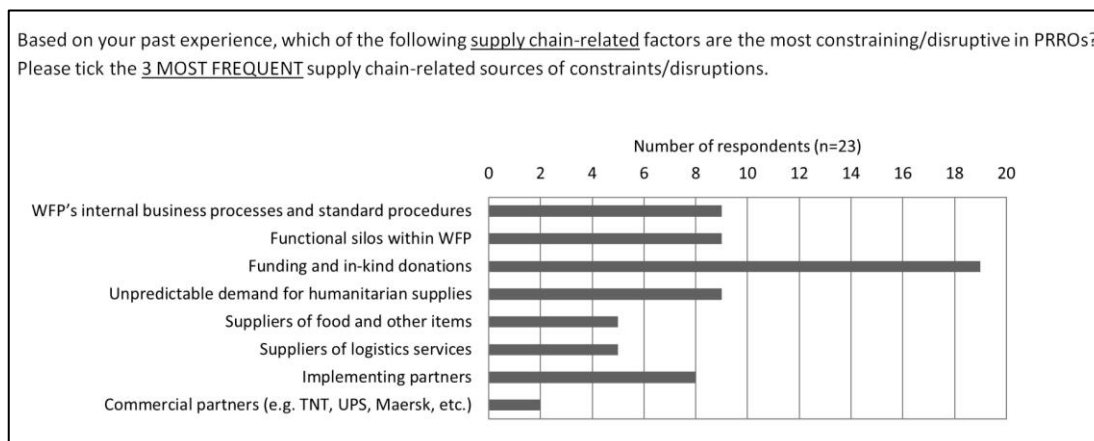 Based on your past experience, which of the following supply chain-related factors are the most constraining/disruptive in PRROs?
Please tick the 3 MOST FREQUENT supply chain-related sources of constraints/disruptions.
Number of respondents (n=23)
0 2 4 6 8 10 12 14 16 18 20
WFP's internal business processes and standard procedures
Functional silos within WFP
Funding and in-kind donations
Unpredictable demand for humanitarian supplies
Suppliers of food and other items
Suppliers of logistics services
Implementing partners
Commercial partners (e.g. TNT, UPS, Maersk, etc.)